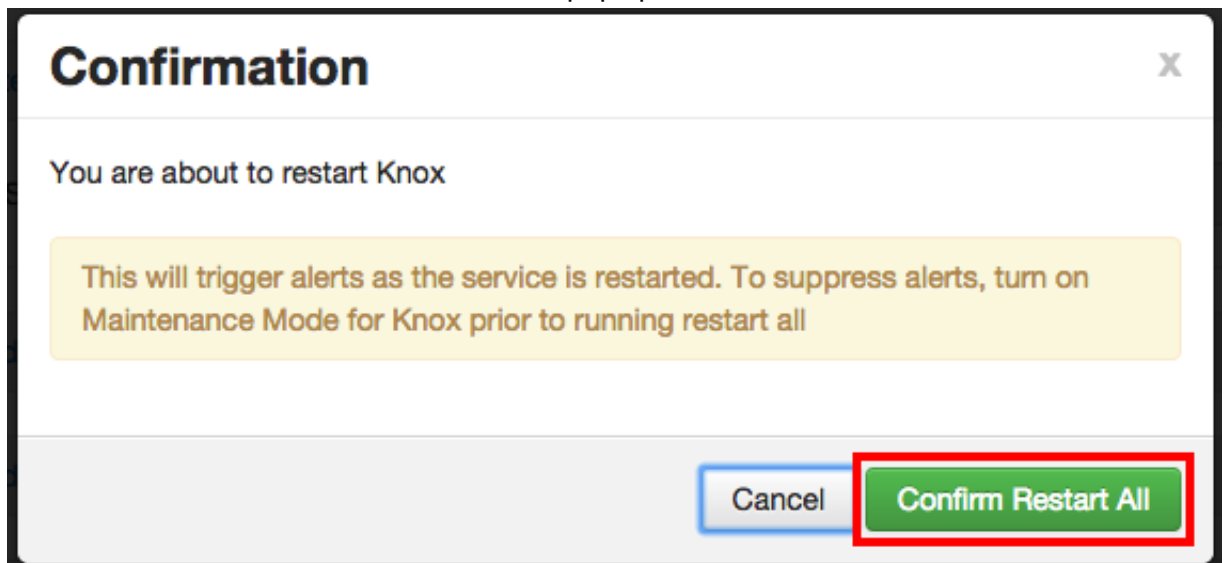 Confirmation
x
You are about to restart Knox
This will trigger alerts as the service is restarted. To suppress alerts, turn on
Maintenance Mode for Knox prior to running restart all
Cancel
Confirm Restart All